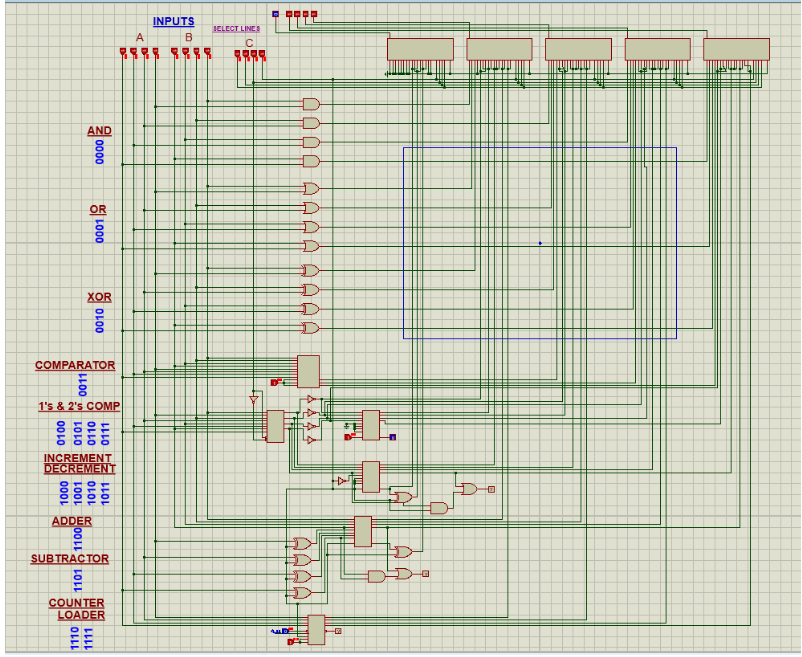 INPUTS
SELECT LINES
A
B
C
AND
0000
OR
0001
XOR
0010
COMPARATOR
0011
1's & 2's COMP
0100
0101
0110
0111
INCREMENT
DECREMENT
1000
1001
1010
1011
ADDER
1100
SUBTRACTOR
1101
COUNTER
LOADER
1110
1111